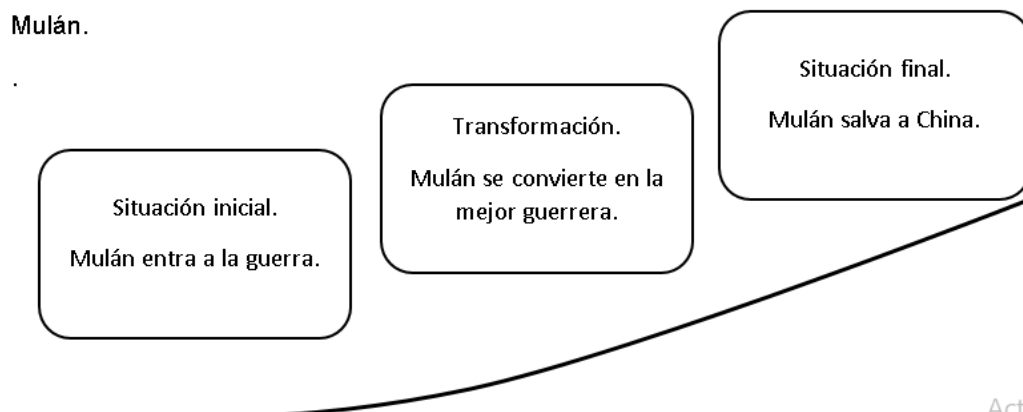 Mulán.
.
Situación inicial.
Mulán entra a la guerra.
Transformación.
Mulán se convierte en la
mejor guerrera.
Situación final.
Mulán salva a China.
Act